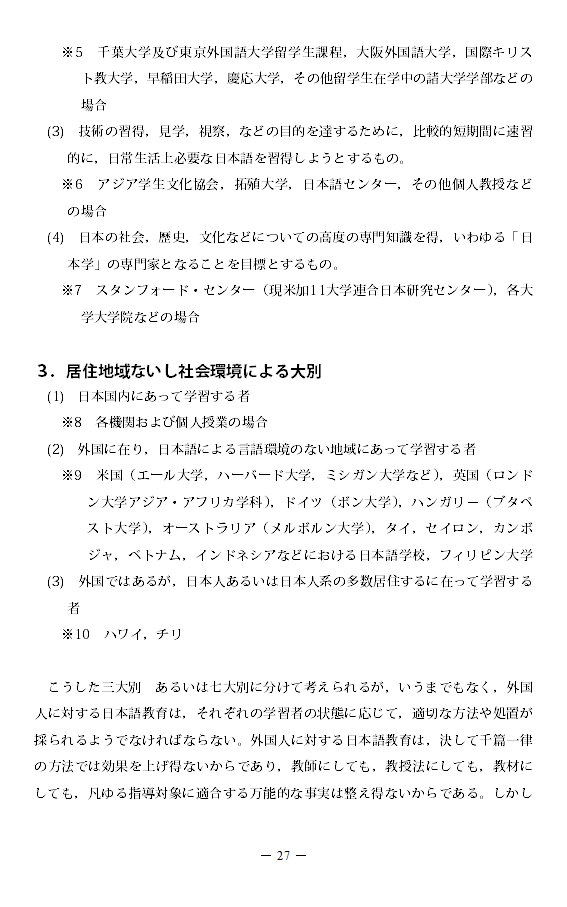 ※5　千葉大学及び東京外国語大学留学生課程，大阪外国語大学，国際キリス
ト教大学，早稲田大学，慶応大学，その他留学生在学中の諸大学学部などの
場合
(3)　技術の習得，見学，視察，などの目的を達するために，比較的短期間に速習
的に，日常生活上必要な日本語を習得しようとするもの。
※6　アジア学生文化協会，拓殖大学，日本語センター，その他個人教授など
の場合
(4)　日本の社会，歴史，文化などについての高度の専門知識を得，いわゆる「日
本学」の専門家となることを目標とするもの。
※7　スタンフォード・センター（現米加11大学連合日本研究センター），各大
学大学院などの場合
３．居住地域ないし社会環境による大別
(1)　日本国内にあって学習する者
※8　各機関および個人授業の場合
(2)　外国に在り，日本語による言語環境のない地域にあって学習する者
※9　米国（エール大学，ハーバード大学，ミシガン大学など），英国（ロンド
ン大学アジア・アフリカ学科），ドイツ（ボン大学），ハンガリー（ブタペ
スト大学），オーストラリア（メルボルン大学），タイ，セイロン，カンボ
ジャ，ベトナム，インドネシアなどにおける日本語学校，フィリピン大学
(3)　外国ではあるが，日本人あるいは日本人系の多数居住するに在って学習する
者
※10　ハワイ，チリ
こうした三大別　あるいは七大別に分けて考えられるが，いうまでもなく，外国
人に対する日本語教育は，それぞれの学習者の状態に応じて，適切な方法や処置が
採られるようでなければならない。外国人に対する日本語教育は，決して千篇一律
の方法では効果を上げ得ないからであり，教師にしても，教授法にしても，教材に
しても，凡ゆる指導対象に適合する万能的な事実は整え得ないからである。しかし
― 27 ―